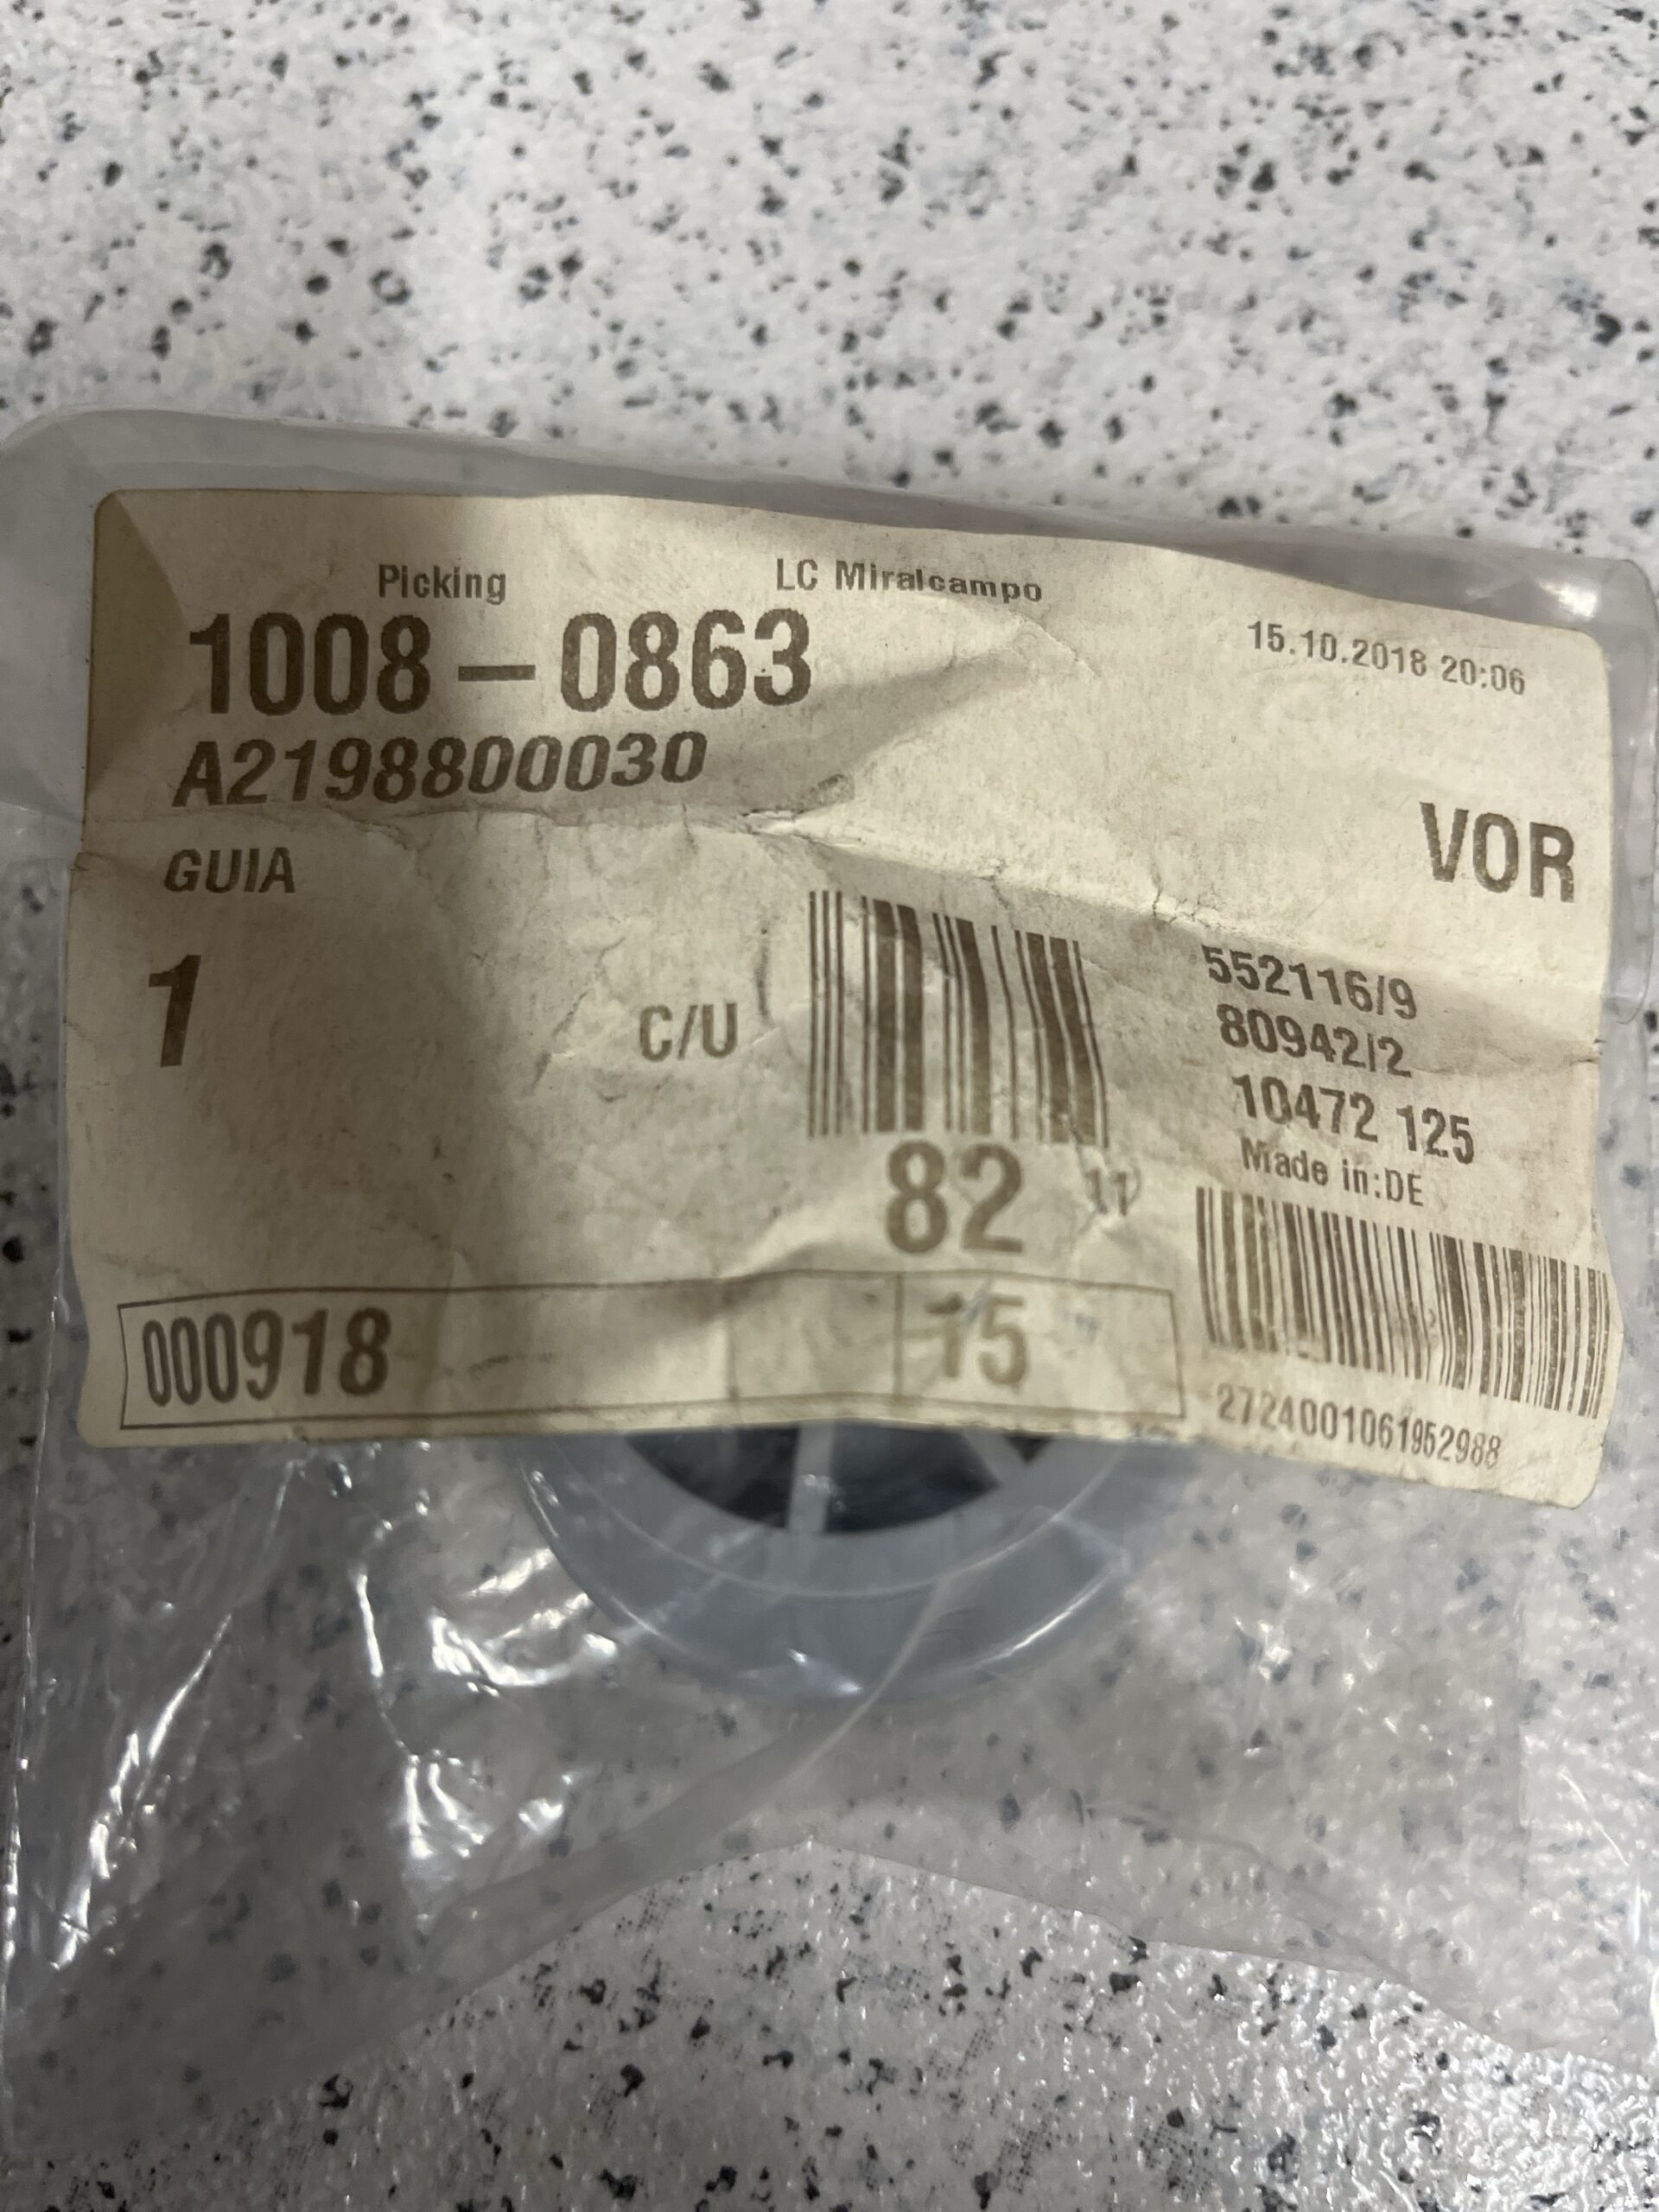 Picking LC Miralcampo
1008 – 0863
15.10.2018 20:06
A2198800030
VOR
GUIA
1
C/U
552116/9
80942/2
10472 125
Made in:DE
82 11
000918 15
2724001061952988